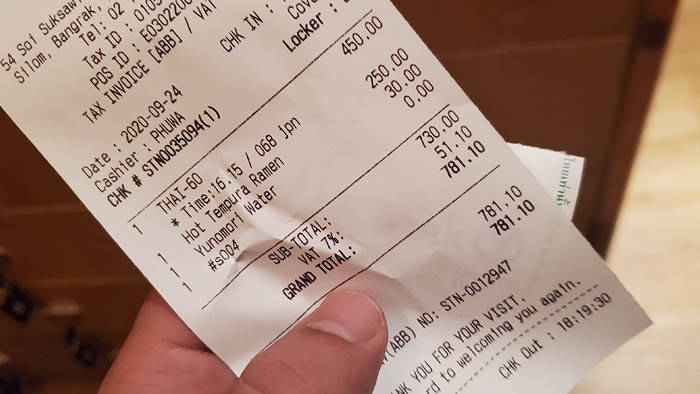 54 Soi Suksaw
Silom, Bangrak,
Tel: 02
Tax ID : 0105
POS ID : E030220
TAX INVOICE [ABB] / VAT
Date : 2020-09-24
Cashier : PHUWA
CHK IN :
CHK # STN0035094(1)
Locker :
1 THAI-60 450.00
* Time:16:15 / 068 jpn
1 Hot Tempura Ramen 250.00
1 Yunomori Water 30.00
1 #s004 0.00
SUB TOTAL: 730.00
VAT 7%: 51.10
GRAND TOTAL: 781.10
781.10
781.10
(ABB) NO: STN-0012947
NK YOU FOR YOUR VISIT.
rd to welcoming you again.
CHK Out : 18:19:30